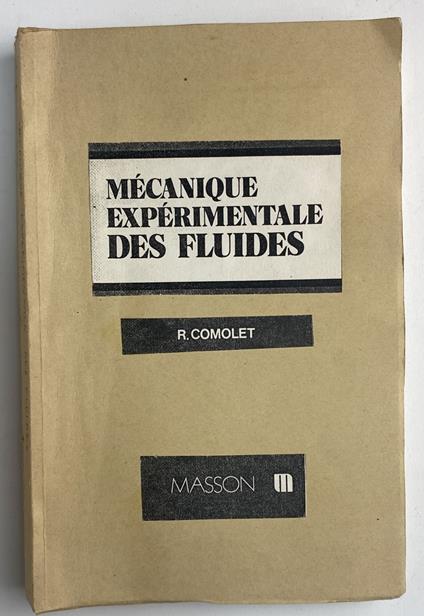 MÉCANIQUE
EXPÉRIMENTALE
DES FLUIDES
R. COMOLET
MASSON m